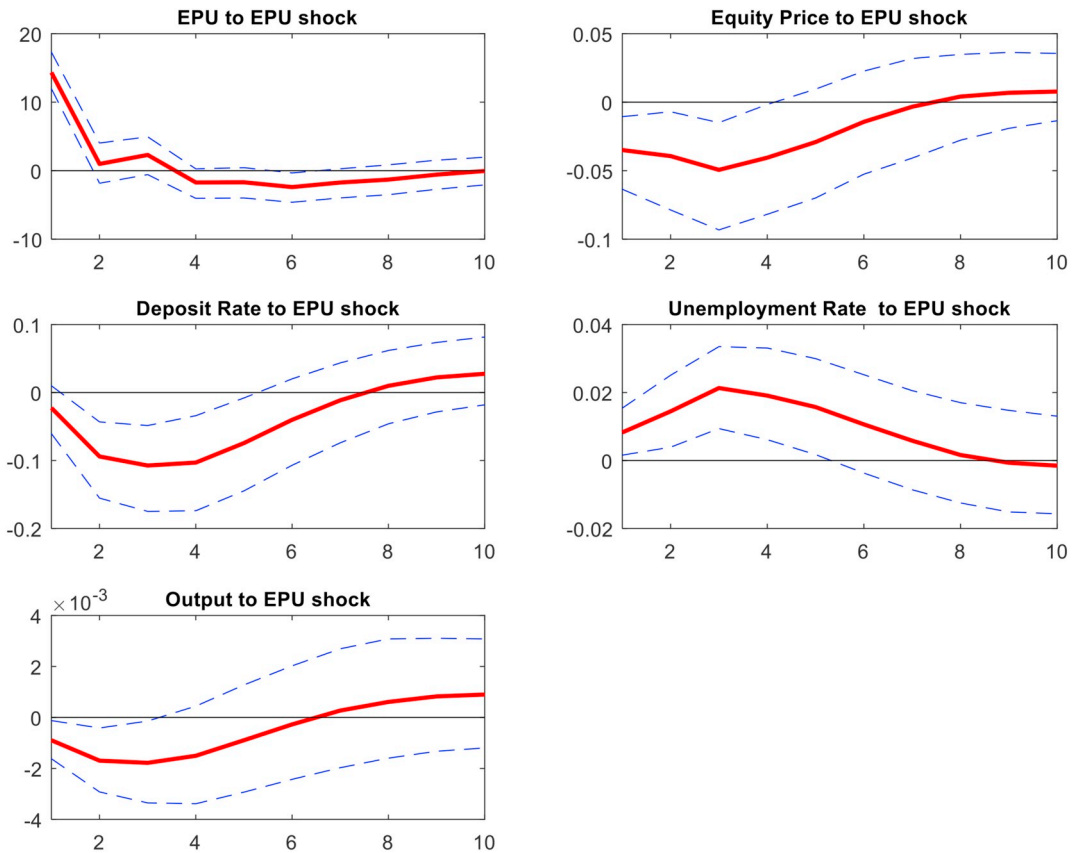 EPU to EPU shock
20
10
0
-10
2 4 6 8 10
Equity Price to EPU shock
0.05
0
-0.05
-0.1
2 4 6 8 10
Deposit Rate to EPU shock
0.1
0
-0.1
-0.2
2 4 6 8 10
Unemployment Rate to EPU shock
0.04
0.02
0
-0.02
2 4 6 8 10
Output to EPU shock
×10⁻³
4
2
0
-2
-4
2 4 6 8 10